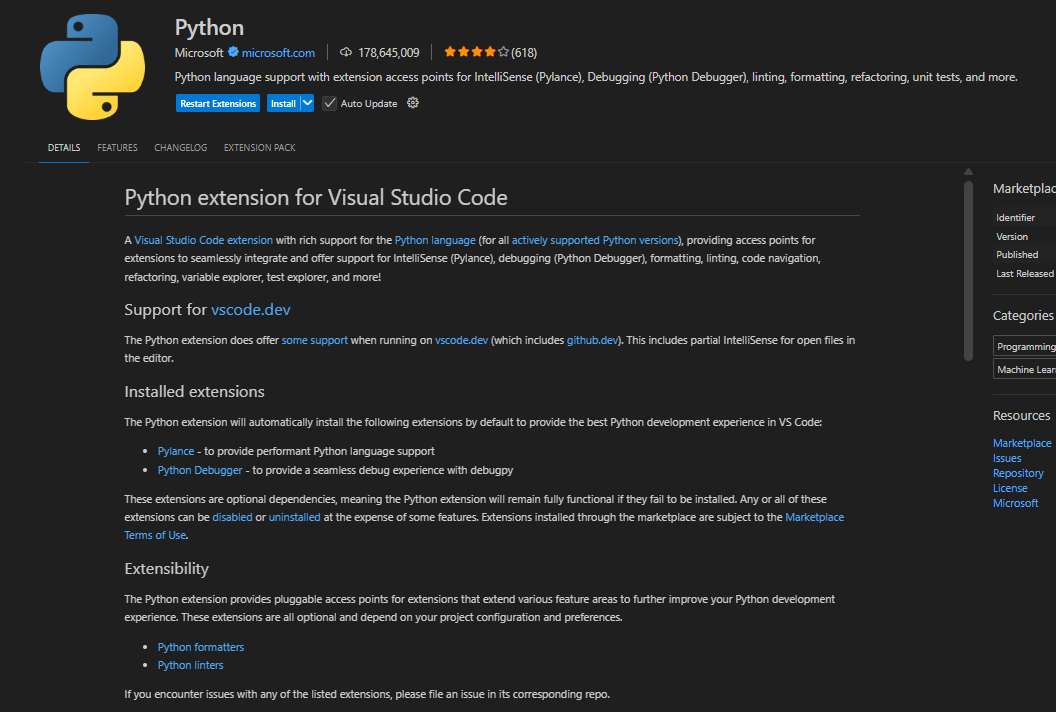 Python
Microsoft microsoft.com 178,645,009 (618)
Python language support with extension access points for IntelliSense (Pylance), Debugging (Python Debugger), linting, formatting, refactoring, unit tests, and more.
Restart Extensions Install Auto Update
DETAILS FEATURES CHANGELOG EXTENSION PACK
Python extension for Visual Studio Code
A Visual Studio Code extension with rich support for the Python language (for all actively supported Python versions), providing access points for
extensions to seamlessly integrate and offer support for IntelliSense (Pylance), debugging (Python Debugger), formatting, linting, code navigation,
refactoring, variable explorer, test explorer, and more!
Support for vscode.dev
The Python extension does offer some support when running on vscode.dev (which includes github.dev). This includes partial IntelliSense for open files in
the editor.
Installed extensions
The Python extension will automatically install the following extensions by default to provide the best Python development experience in VS Code:
• Pylance - to provide performant Python language support
• Python Debugger - to provide a seamless debug experience with debugpy
These extensions are optional dependencies, meaning the Python extension will remain fully functional if they fail to be installed. Any or all of these
extensions can be disabled or uninstalled at the expense of some features. Extensions installed through the marketplace are subject to the Marketplace
Terms of Use.
Extensibility
The Python extension provides pluggable access points for extensions that extend various feature areas to further improve your Python development
experience. These extensions are all optional and depend on your project configuration and preferences.
• Python formatters
• Python linters
If you encounter issues with any of the listed extensions, please file an issue in its corresponding repo.
Marketplac
Identifier
Version
Published
Last Released
Categories
Programming
Machine Lear
Resources
Marketplace
Issues
Repository
License
Microsoft